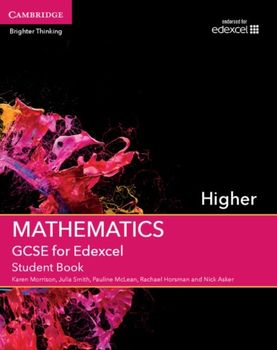 CAMBRIDGE
Brighter Thinking
endorsed for
edexcel
Higher
MATHEMATICS
GCSE for Edexcel
Student Book
Karen Morrison, Julia Smith, Pauline McLean, Rachael Horsman and Nick Asker